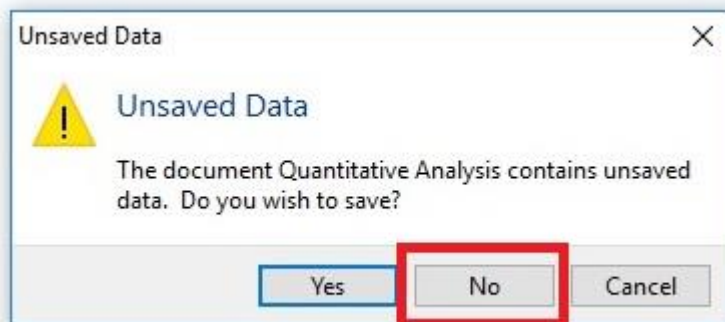 Unsaved Data
Unsaved Data
The document Quantitative Analysis contains unsaved
data.  Do you wish to save?
Yes No Cancel